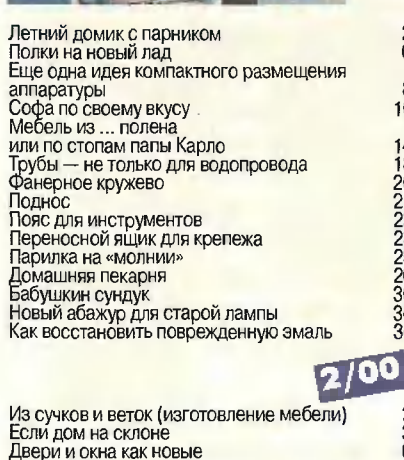 Летний домик с парником
Полки на новый лад
Еще одна идея компактного размещения
аппаратуры
Софа по своему вкусу
Мебель из ... полена
или по стопам папы Карло
Трубы — не только для водопровода
Фанерное кружево
Поднос
Пояс для инструментов
Переносной ящик для крепежа
Парилка на «молнии»
Домашняя пекарня
Бабушкин сундук
Новый абажур для старой лампы
Как восстановить поврежденную эмаль
2/00
Из сучков и веток (изготовление мебели)
Если дом на склоне
Двери и окна как новые